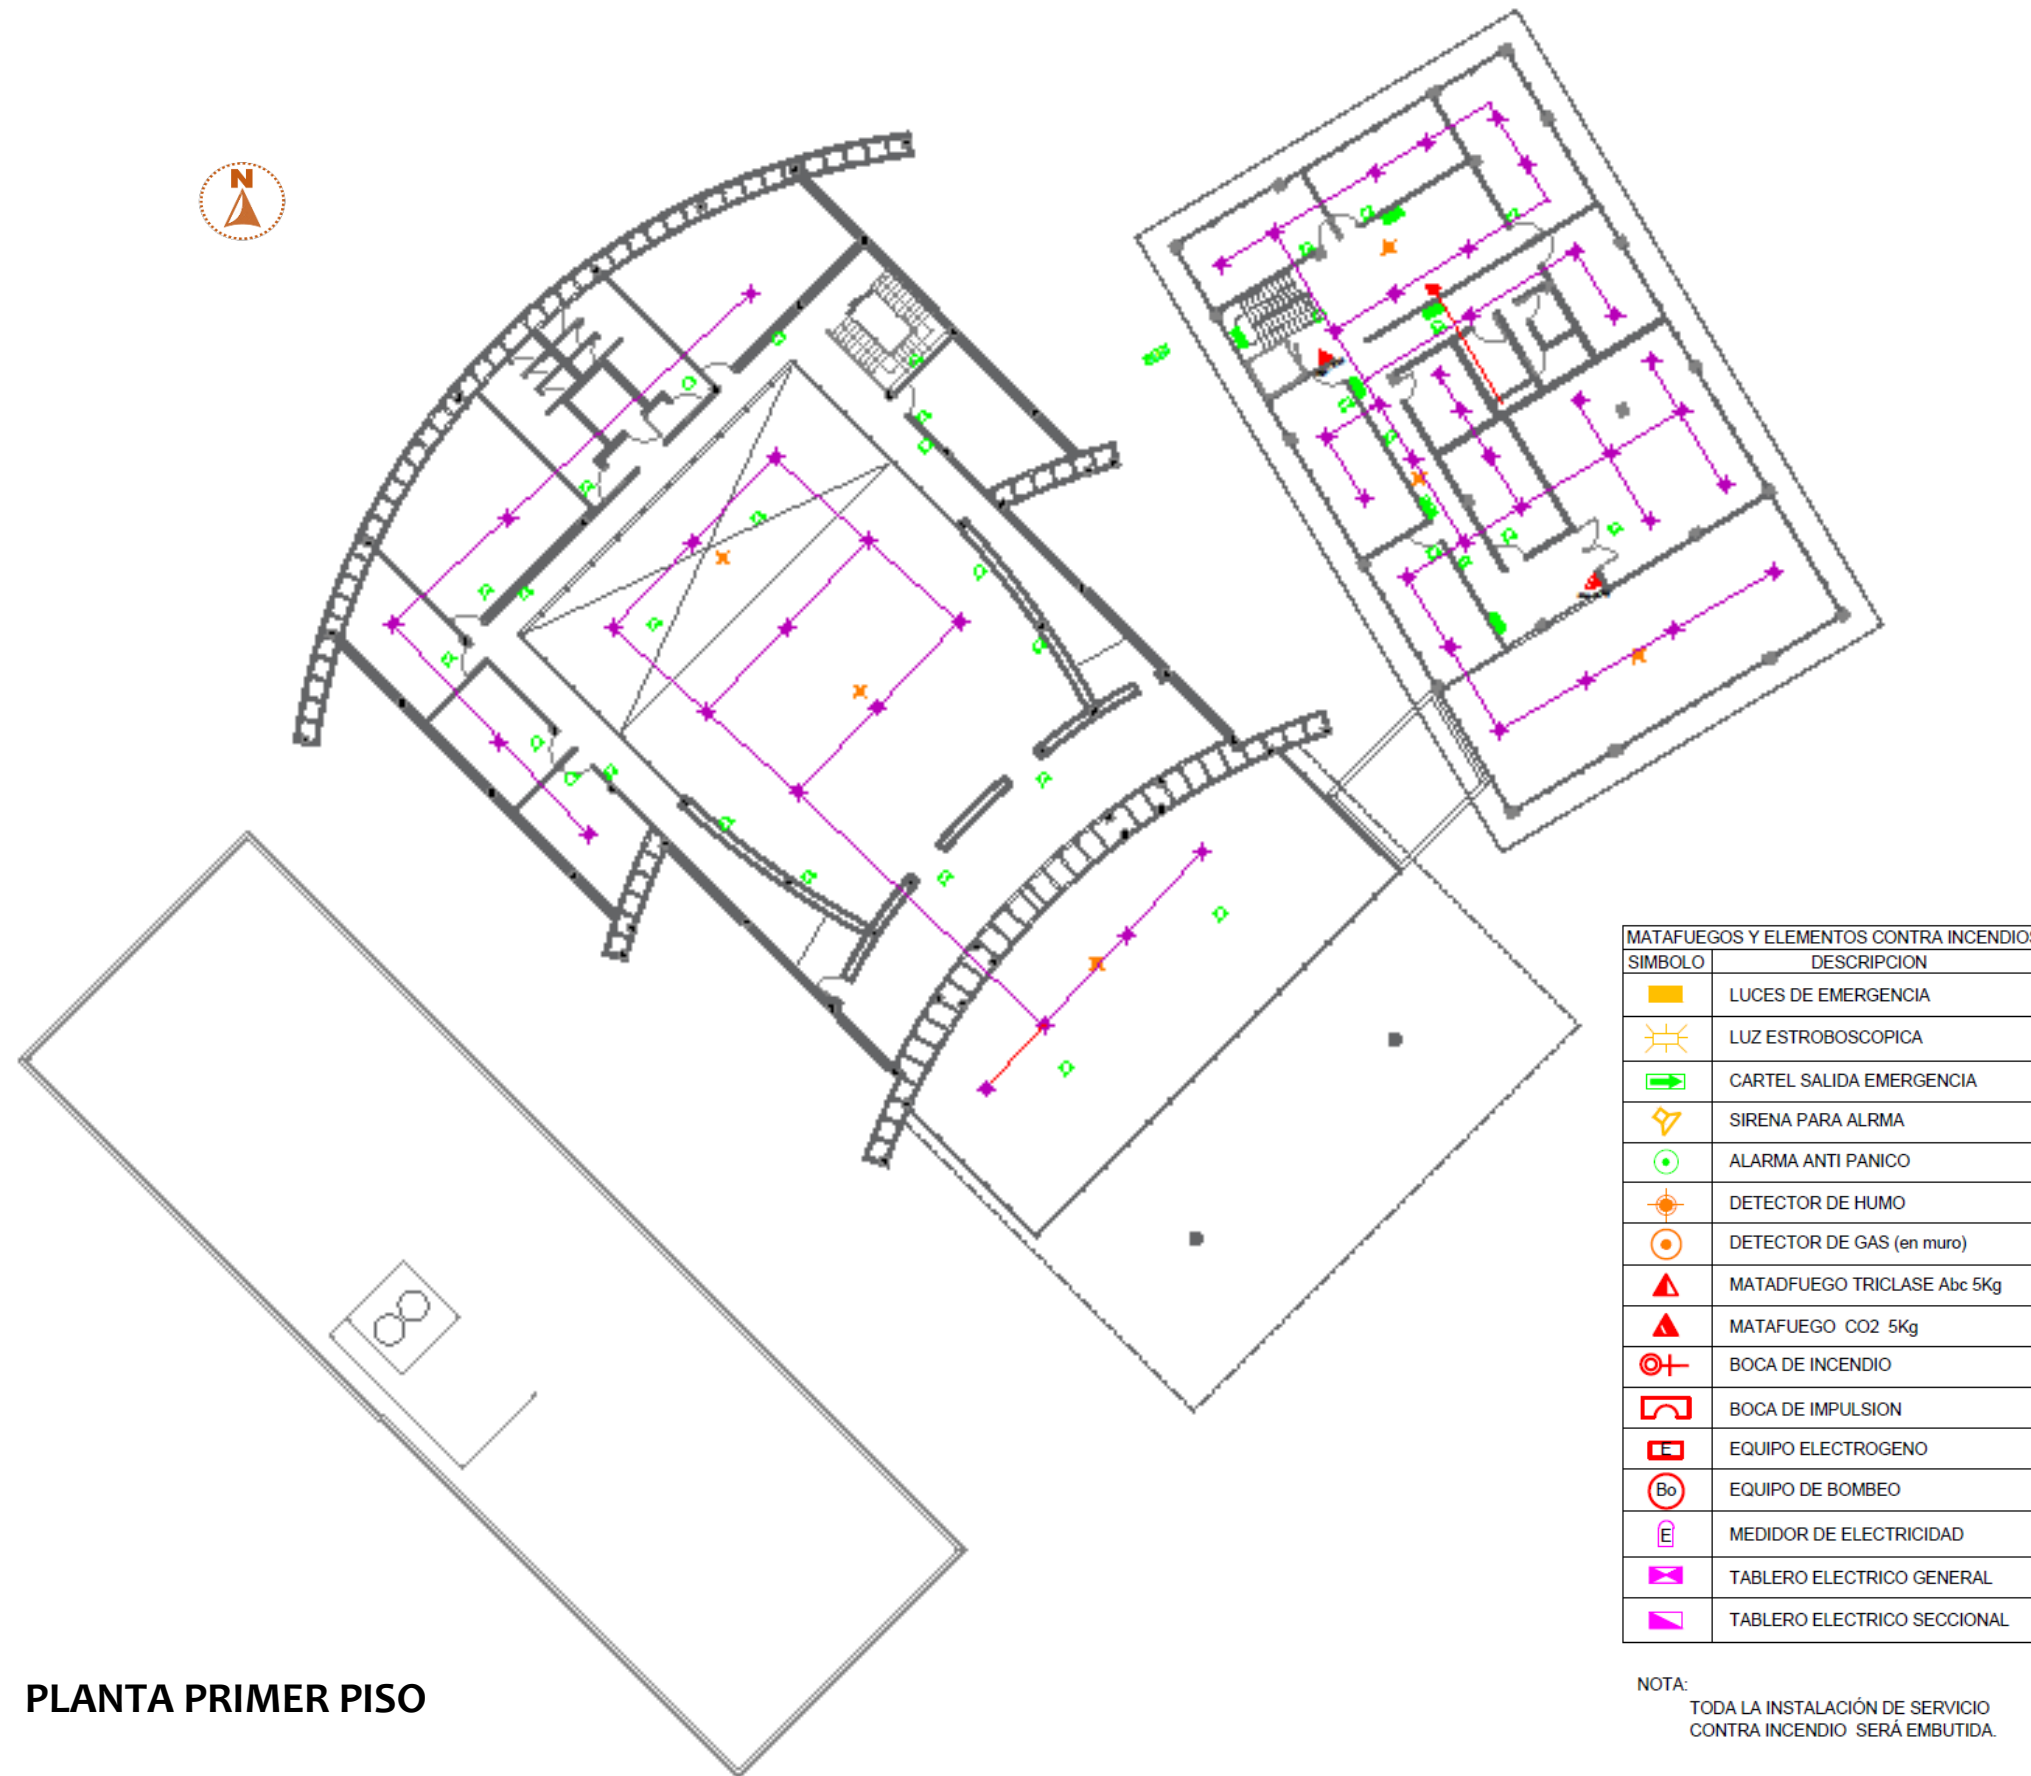 N
MATAFUEGOS Y ELEMENTOS CONTRA INCENDIOS
SIMBOLO DESCRIPCION
LUCES DE EMERGENCIA
LUZ ESTROBOSCOPICA
CARTEL SALIDA EMERGENCIA
SIRENA PARA ALRMA
ALARMA ANTI PANICO
DETECTOR DE HUMO
DETECTOR DE GAS (en muro)
MATADFUEGO TRICLASE Abc 5Kg
MATAFUEGO CO2 5Kg
BOCA DE INCENDIO
BOCA DE IMPULSION
E EQUIPO ELECTROGENO
Bo EQUIPO DE BOMBEO
E MEDIDOR DE ELECTRICIDAD
TABLERO ELECTRICO GENERAL
TABLERO ELECTRICO SECCIONAL
PLANTA PRIMER PISO
NOTA:
TODA LA INSTALACIÓN DE SERVICIO
CONTRA INCENDIO SERÁ EMBUTIDA.